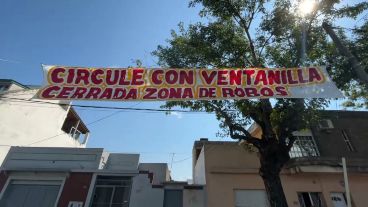 CIRCULE CON VENTANILLA
CERRADA ZONA DE ROBOS